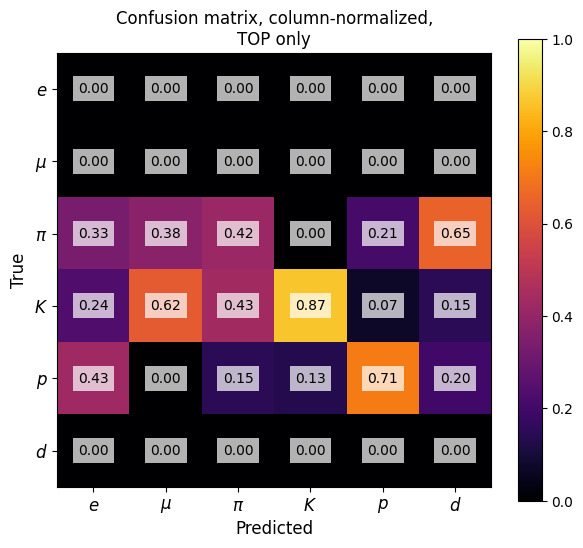 Confusion matrix, column-normalized,
TOP only
1.0
e 0.00 0.00 0.00 0.00 0.00 0.00
0.8
μ 0.00 0.00 0.00 0.00 0.00 0.00
0.6
π 0.33 0.38 0.42 0.00 0.21 0.65
True
K 0.24 0.62 0.43 0.87 0.07 0.15
0.4
p 0.43 0.00 0.15 0.13 0.71 0.20
0.2
d 0.00 0.00 0.00 0.00 0.00 0.00
0.0
e μ π K p d
Predicted